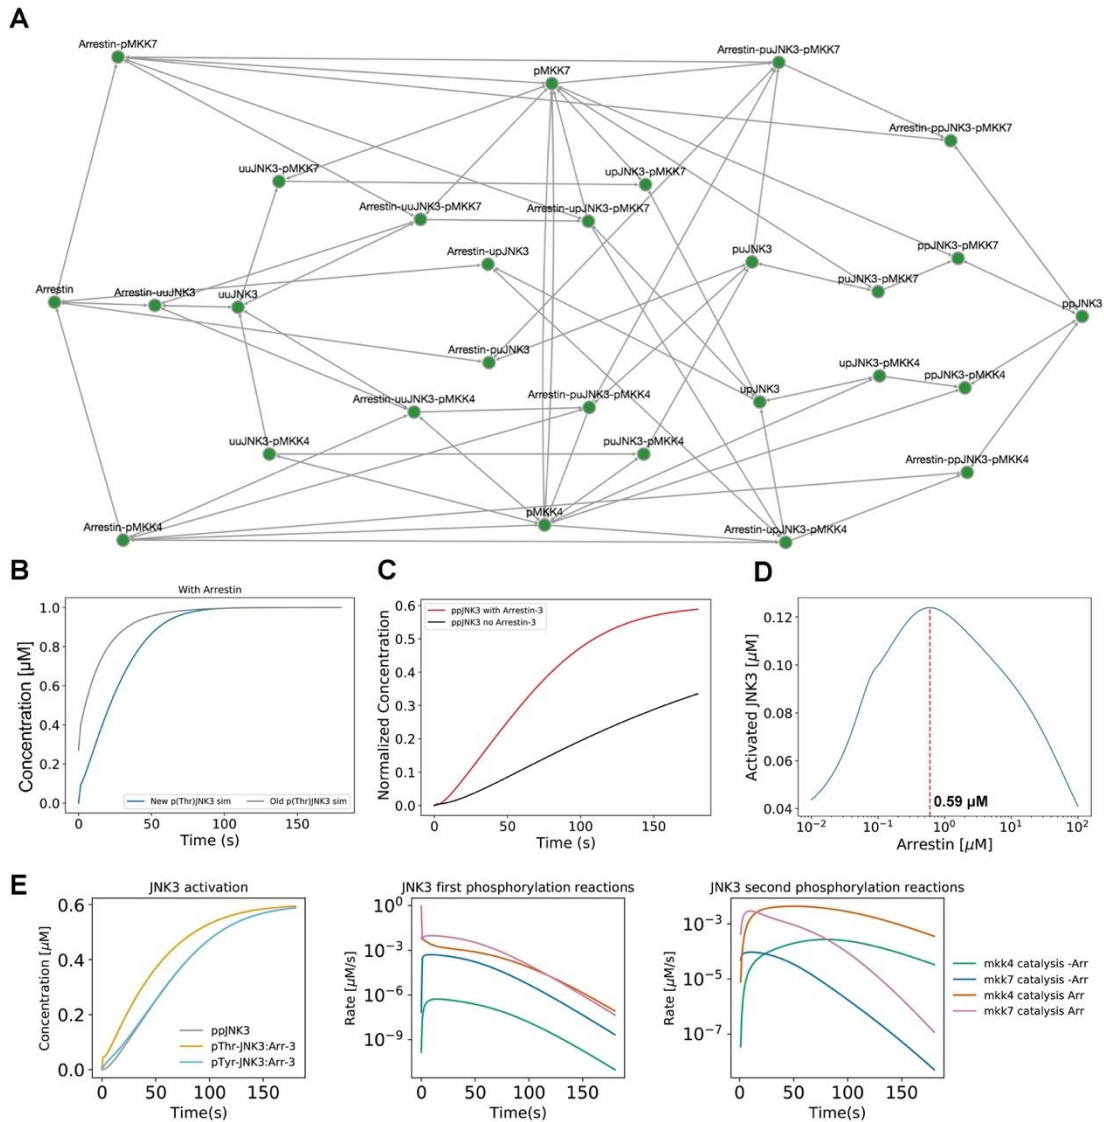 A
Arrestin-pMKK7
Arrestin-puJNK3-pMKK7
pMKK7
Arrestin-ppJNK3-pMKK7
uuJNK3-pMKK7
upJNK3-pMKK7
Arrestin-uuJNK3-pMKK7
Arrestin-upJNK3-pMKK7
Arrestin-upJNK3
puJNK3
ppJNK3-pMKK7
puJNK3-pMKK7
Arrestin
Arrestin-uuJNK3
uuJNK3
ppJNK3
Arrestin-puJNK3
upJNK3-pMKK4
ppJNK3-pMKK4
Arrestin-uuJNK3-pMKK4
Arrestin-puJNK3-pMKK4
upJNK3
uuJNK3-pMKK4
puJNK3-pMKK4
Arrestin-ppJNK3-pMKK4
Arrestin-pMKK4
pMKK4
Arrestin-upJNK3-pMKK4
B
With Arrestin
Concentration [µM]
1.0
0.8
0.6
0.4
0.2
0.0
New p(Thr)JNK3 sim
Old p(Thr)JNK3 sim
0 50 100 150
Time (s)
C
Normalized Concentration
0.6
0.5
0.4
0.3
0.2
0.1
0.0
ppJNK3 with Arrestin-3
ppJNK3 no Arrestin-3
0 50 100 150
Time (s)
D
Activated JNK3 [µM]
0.12
0.10
0.08
0.06
0.04
0.59 µM
10⁻² 10⁻¹ 10⁰ 10¹ 10²
Arrestin [µM]
E
JNK3 activation
Concentration [µM]
0.6
0.4
0.2
0.0
ppJNK3
pThr-JNK3:Arr-3
pTyr-JNK3:Arr-3
0 50 100 150
Time(s)
JNK3 first phosphorylation reactions
Rate [µM/s]
10⁰
10⁻³
10⁻⁶
10⁻⁹
0 50 100 150
Time(s)
JNK3 second phosphorylation reactions
Rate [µM/s]
10⁻³
10⁻⁵
10⁻⁷
0 50 100 150
Time(s)
mkk4 catalysis -Arr
mkk7 catalysis -Arr
mkk4 catalysis Arr
mkk7 catalysis Arr